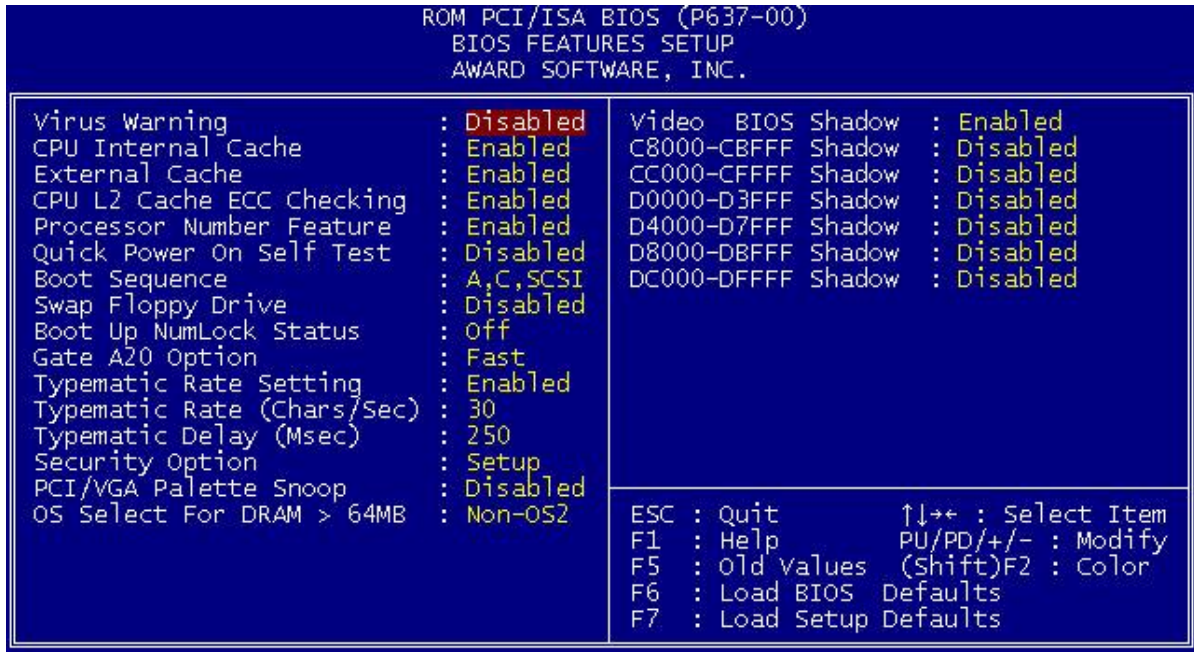 ROM PCI/ISA BIOS (P637-00)
BIOS FEATURES SETUP
AWARD SOFTWARE, INC.
Virus Warning : Disabled
CPU Internal Cache : Enabled
External Cache : Enabled
CPU L2 Cache ECC Checking : Enabled
Processor Number Feature : Enabled
Quick Power On Self Test : Disabled
Boot Sequence : A,C,SCSI
Swap Floppy Drive : Disabled
Boot Up NumLock Status : Off
Gate A20 Option : Fast
Typematic Rate Setting : Enabled
Typematic Rate (Chars/Sec) : 30
Typematic Delay (Msec) : 250
Security Option : Setup
PCI/VGA Palette Snoop : Disabled
OS Select For DRAM > 64MB : Non-OS2
Video BIOS Shadow : Enabled
C8000-CBFFF Shadow : Disabled
CC000-CFFFF Shadow : Disabled
D0000-D3FFF Shadow : Disabled
D4000-D7FFF Shadow : Disabled
D8000-DBFFF Shadow : Disabled
DC000-DFFFF Shadow : Disabled
ESC : Quit ↑↓→← : Select Item
F1 : Help PU/PD/+/- : Modify
F5 : Old Values (Shift)F2 : Color
F6 : Load BIOS Defaults
F7 : Load Setup Defaults